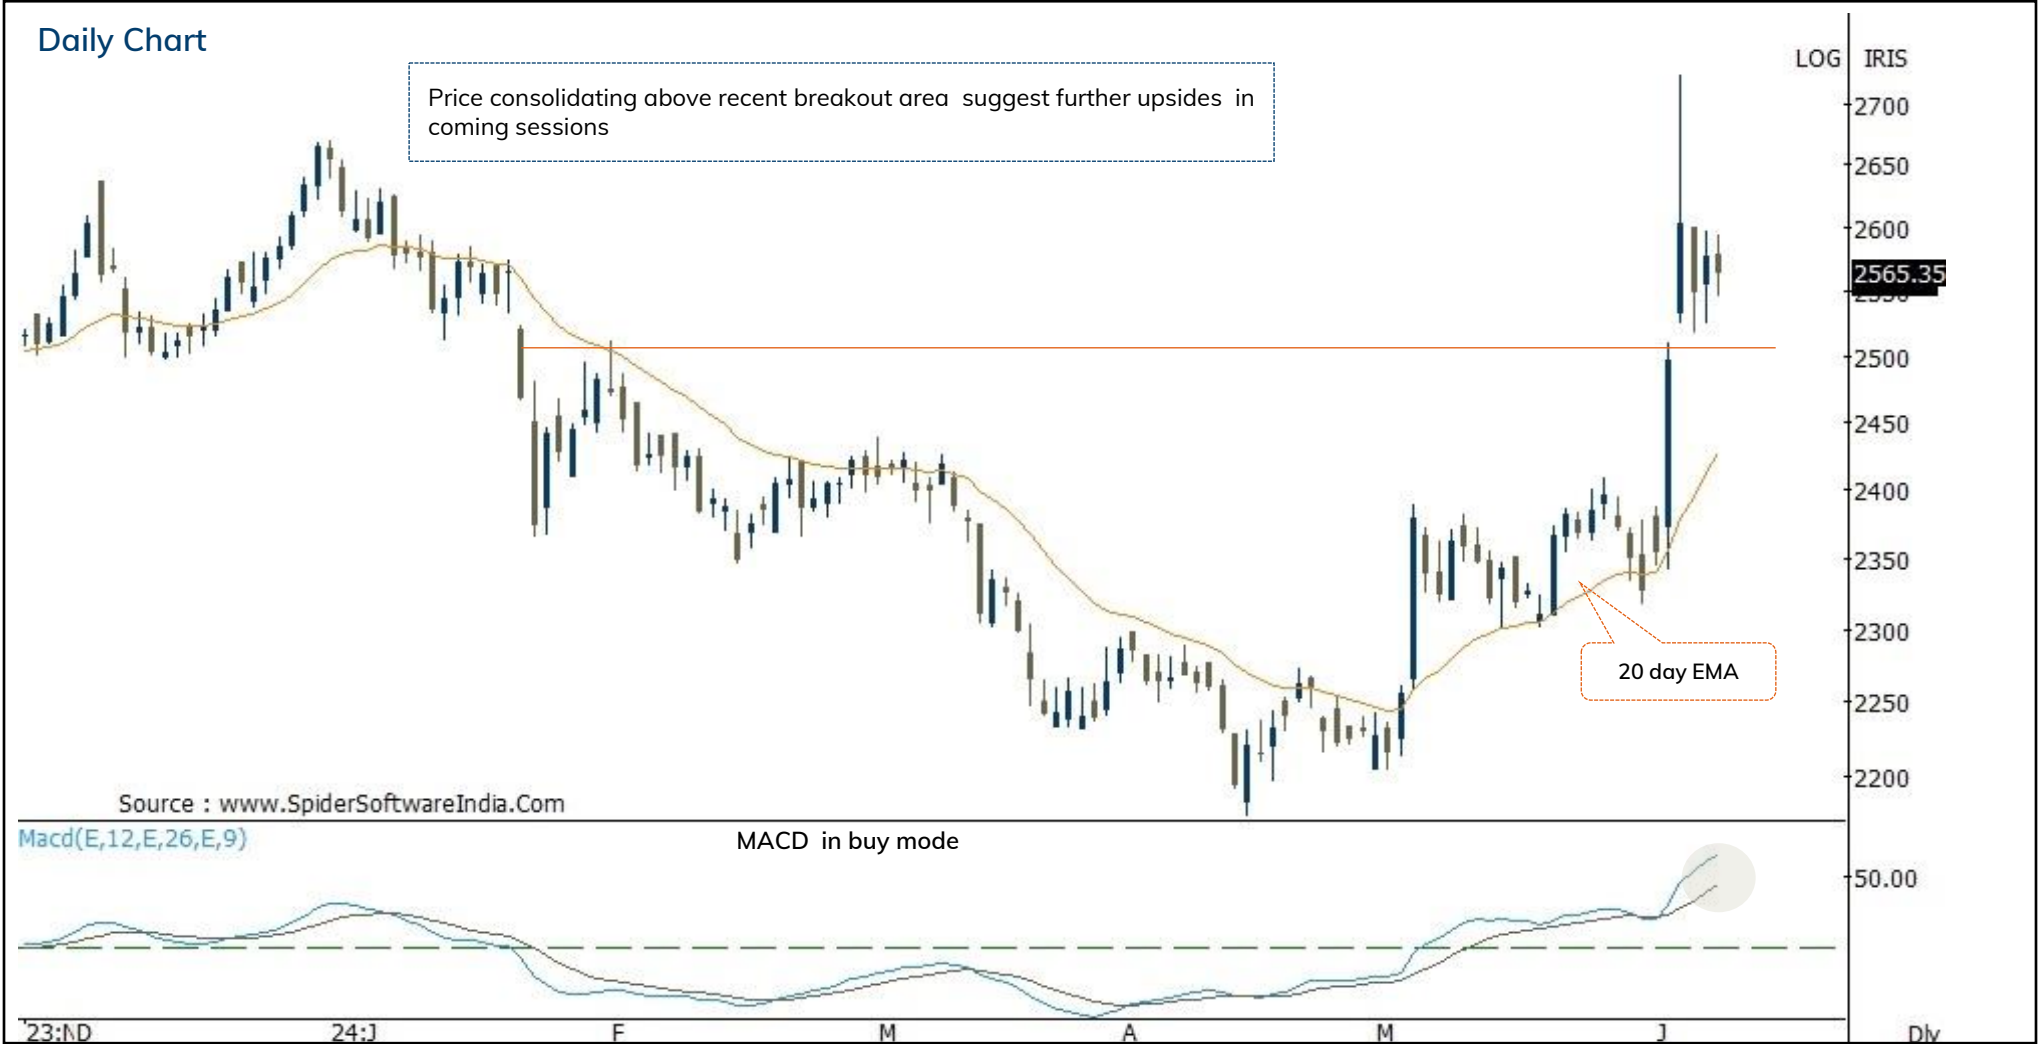 Daily Chart
LOG
IRIS
Price consolidating above recent breakout area suggest further upsides in
coming sessions
2700
2650
2600
2565.35
2500
2450
2400
2350
2300
20 day EMA
2250
2200
Source : www.SpiderSoftwareIndia.Com
Macd(E,12,E,26,E,9)
MACD in buy mode
50.00
23:ND
24:J
F
M
A
M
J
Dly